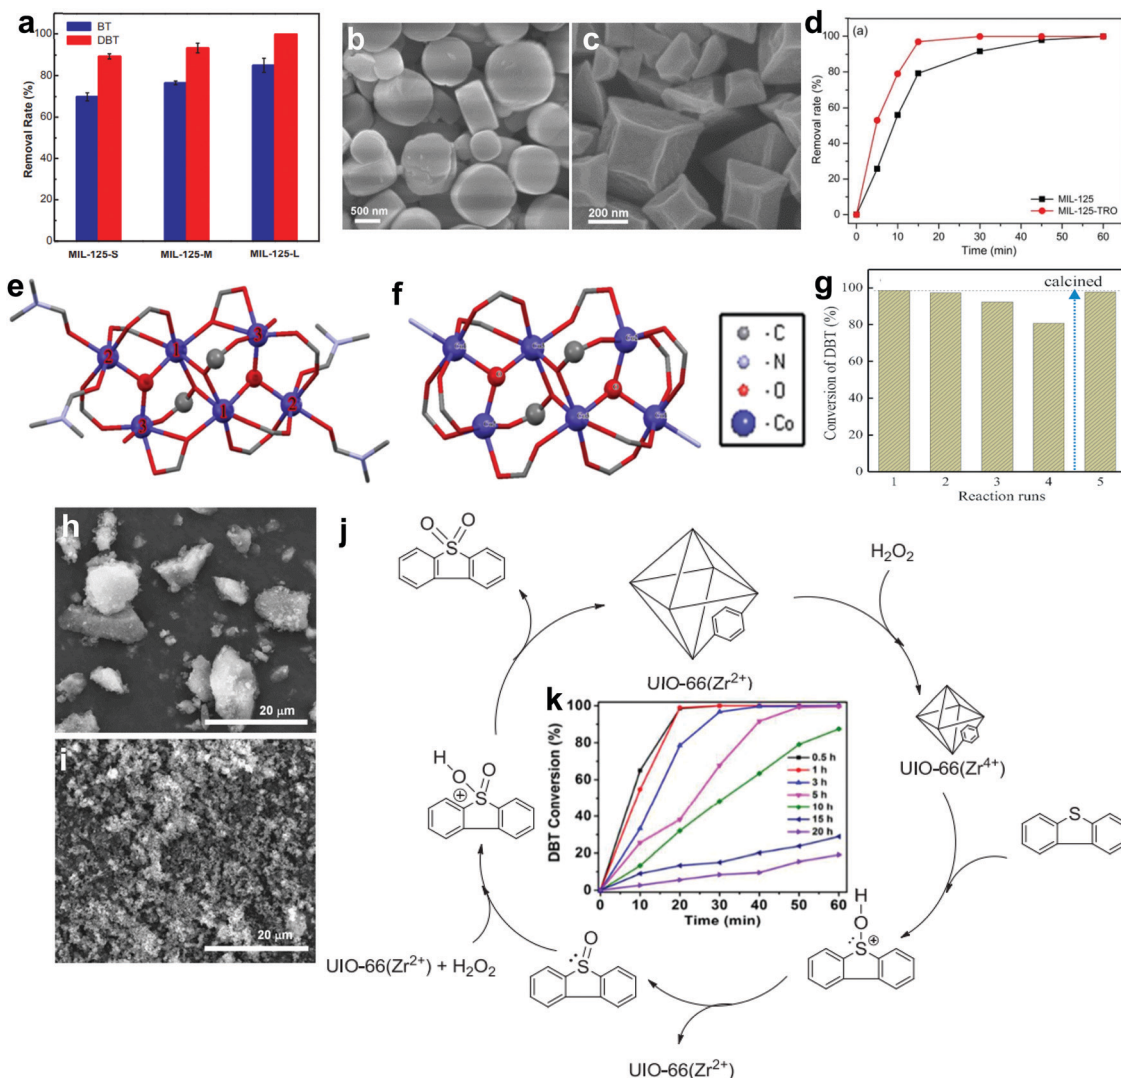 a
BT
DBT
100
80
60
40
20
0
Removal Rate (%)
MIL-125-S
MIL-125-M
MIL-125-L
b
500 nm
c
200 nm
d
(a)
100
80
60
40
20
0
Removal rate (%)
MIL-125
MIL-125-TRO
0
10
20
30
40
50
60
Time (min)
e
2
1
3
3
1
2
f
·C
·N
·O
·Co
g
calcined
100
80
60
40
20
0
Conversion of DBT (%)
1
2
3
4
5
Reaction runs
h
20 µm
i
20 µm
j
O
O
S
H2O2
UIO-66(Zr2+)
UIO-66(Zr4+)
S
H
O
S
⊕
UIO-66(Zr2+)
O
S
UIO-66(Zr2+) + H2O2
H
O
O
⊕
S
k
100
80
60
40
20
0
DBT Conversion (%)
0.5 h
1 h
3 h
5 h
10 h
15 h
20 h
0
10
20
30
40
50
60
Time (min)